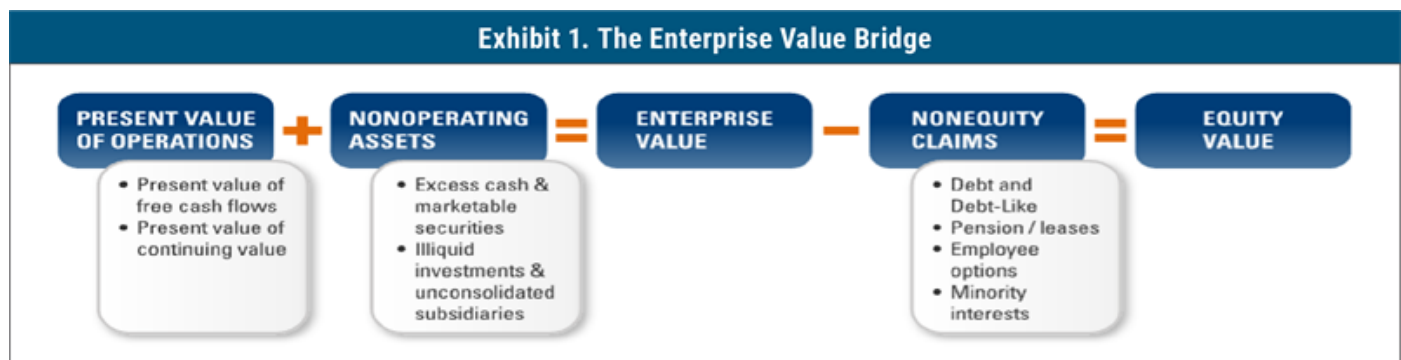 Exhibit 1. The Enterprise Value Bridge
PRESENT VALUE
OF OPERATIONS
+
NONOPERATING
ASSETS
=
ENTERPRISE
VALUE
−
NONEQUITY
CLAIMS
=
EQUITY
VALUE
• Present value of
free cash flows
• Present value of
continuing value
• Excess cash &
marketable
securities
• Illiquid
investments &
unconsolidated
subsidiaries
• Debt and
Debt-Like
• Pension / leases
• Employee
options
• Minority
interests